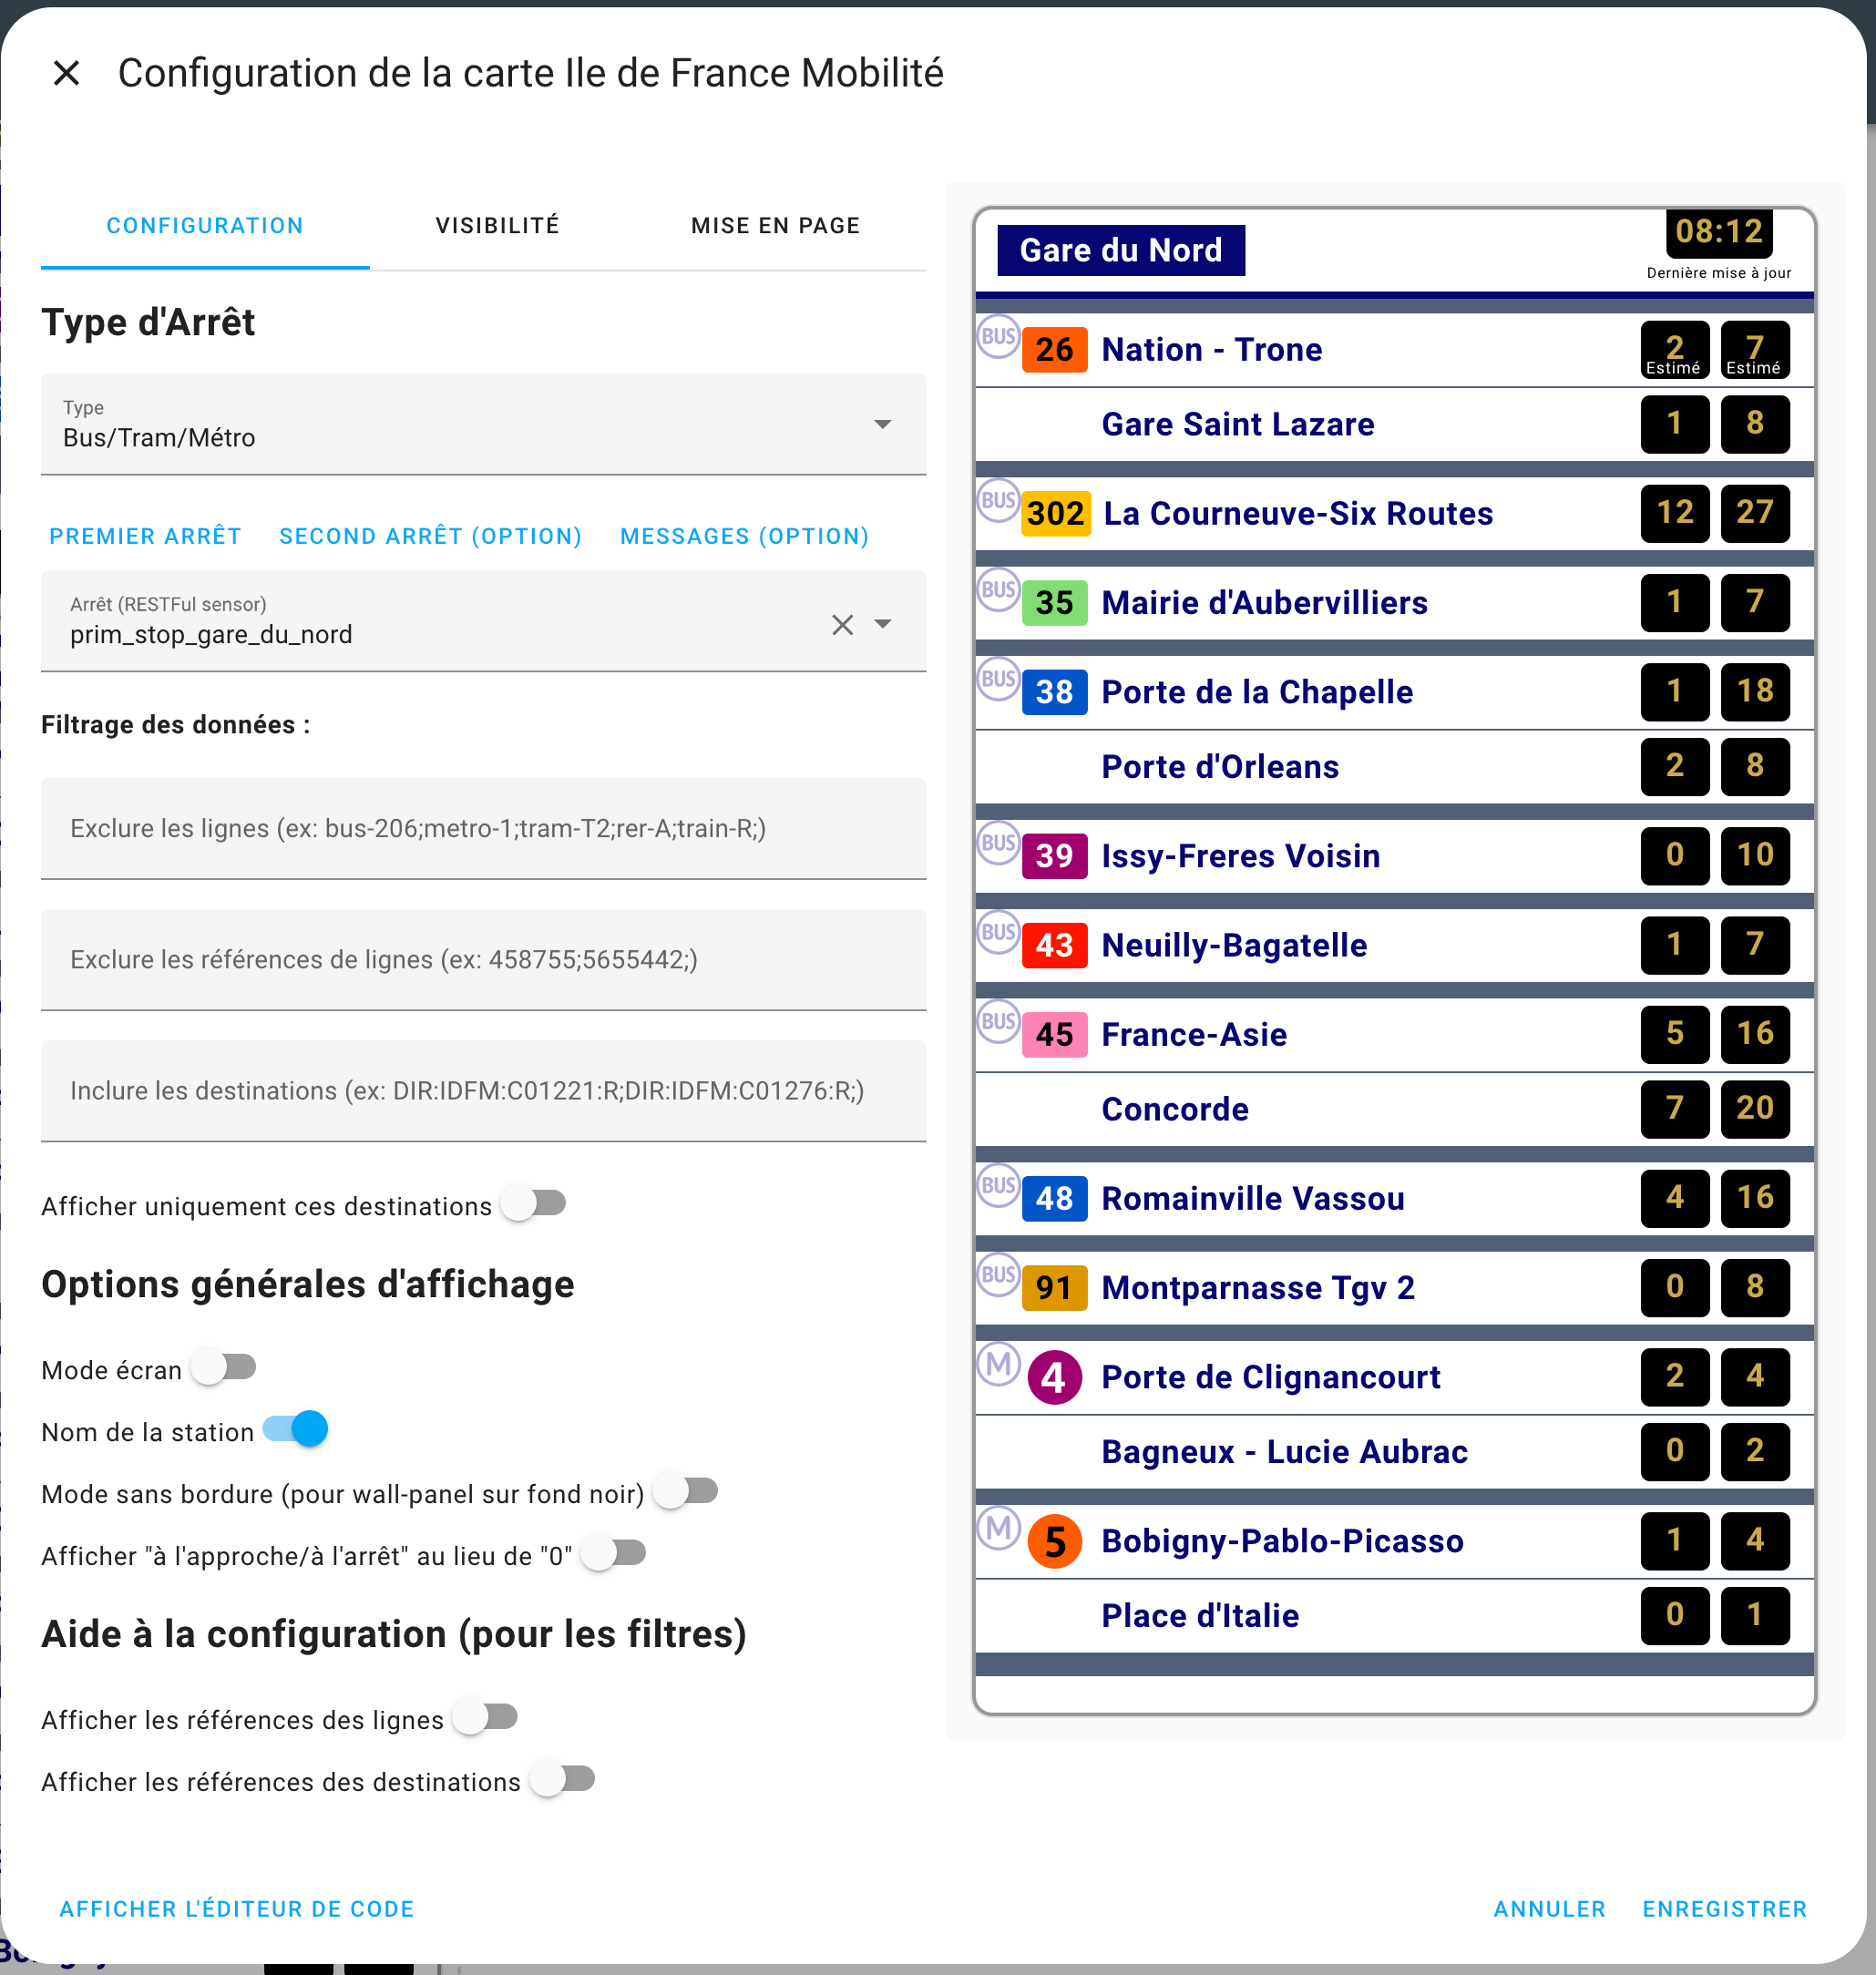 Configuration de la carte Ile de France Mobilité
CONFIGURATION VISIBILITÉ MISE EN PAGE
Type d'Arrêt
Type
Bus/Tram/Métro
PREMIER ARRÊT SECOND ARRÊT (OPTION) MESSAGES (OPTION)
Arrêt (RESTFul sensor)
prim_stop_gare_du_nord
Filtrage des données :
Exclure les lignes (ex: bus-206;metro-1;tram-T2;rer-A;train-R;)
Exclure les références de lignes (ex: 458755;5655442;)
Inclure les destinations (ex: DIR:IDFM:C01221:R;DIR:IDFM:C01276:R;)
Afficher uniquement ces destinations
Options générales d'affichage
Mode écran
Nom de la station
Mode sans bordure (pour wall-panel sur fond noir)
Afficher "à l'approche/à l'arrêt" au lieu de "0"
Aide à la configuration (pour les filtres)
Afficher les références des lignes
Afficher les références des destinations
Gare du Nord 08:12
Dernière mise à jour
BUS 26 Nation - Trone 2 7
Estimé Estimé
Gare Saint Lazare 1 8
BUS 302 La Courneuve-Six Routes 12 27
BUS 35 Mairie d'Aubervilliers 1 7
BUS 38 Porte de la Chapelle 1 18
Porte d'Orleans 2 8
BUS 39 Issy-Freres Voisin 0 10
BUS 43 Neuilly-Bagatelle 1 7
BUS 45 France-Asie 5 16
Concorde 7 20
BUS 48 Romainville Vassou 4 16
BUS 91 Montparnasse Tgv 2 0 8
M 4 Porte de Clignancourt 2 4
Bagneux - Lucie Aubrac 0 2
M 5 Bobigny-Pablo-Picasso 1 4
Place d'Italie 0 1
AFFICHER L'ÉDITEUR DE CODE ANNULER ENREGISTRER